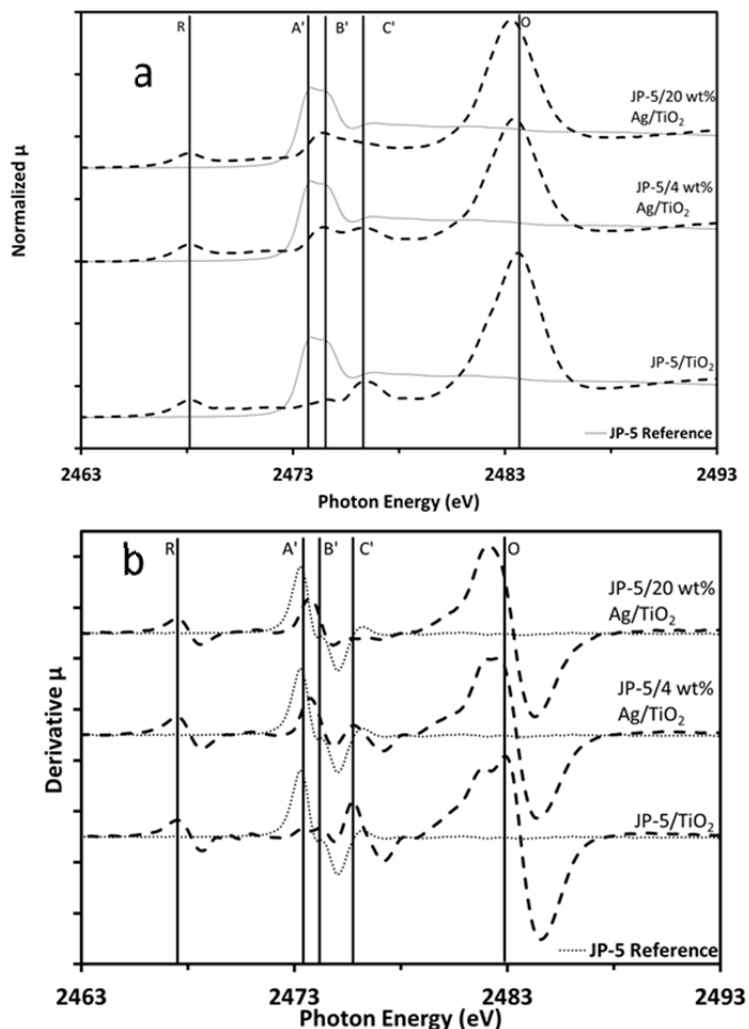 a
R A' B' C' O
JP-5/20 wt%
Ag/TiO2
JP-5/4 wt%
Ag/TiO2
JP-5/TiO2
JP-5 Reference
Normalized μ
2463 2473 2483 2493
Photon Energy (eV)
b
R A' B' C' O
JP-5/20 wt%
Ag/TiO2
JP-5/4 wt%
Ag/TiO2
JP-5/TiO2
JP-5 Reference
Derivative μ
2463 2473 2483 2493
Photon Energy (eV)